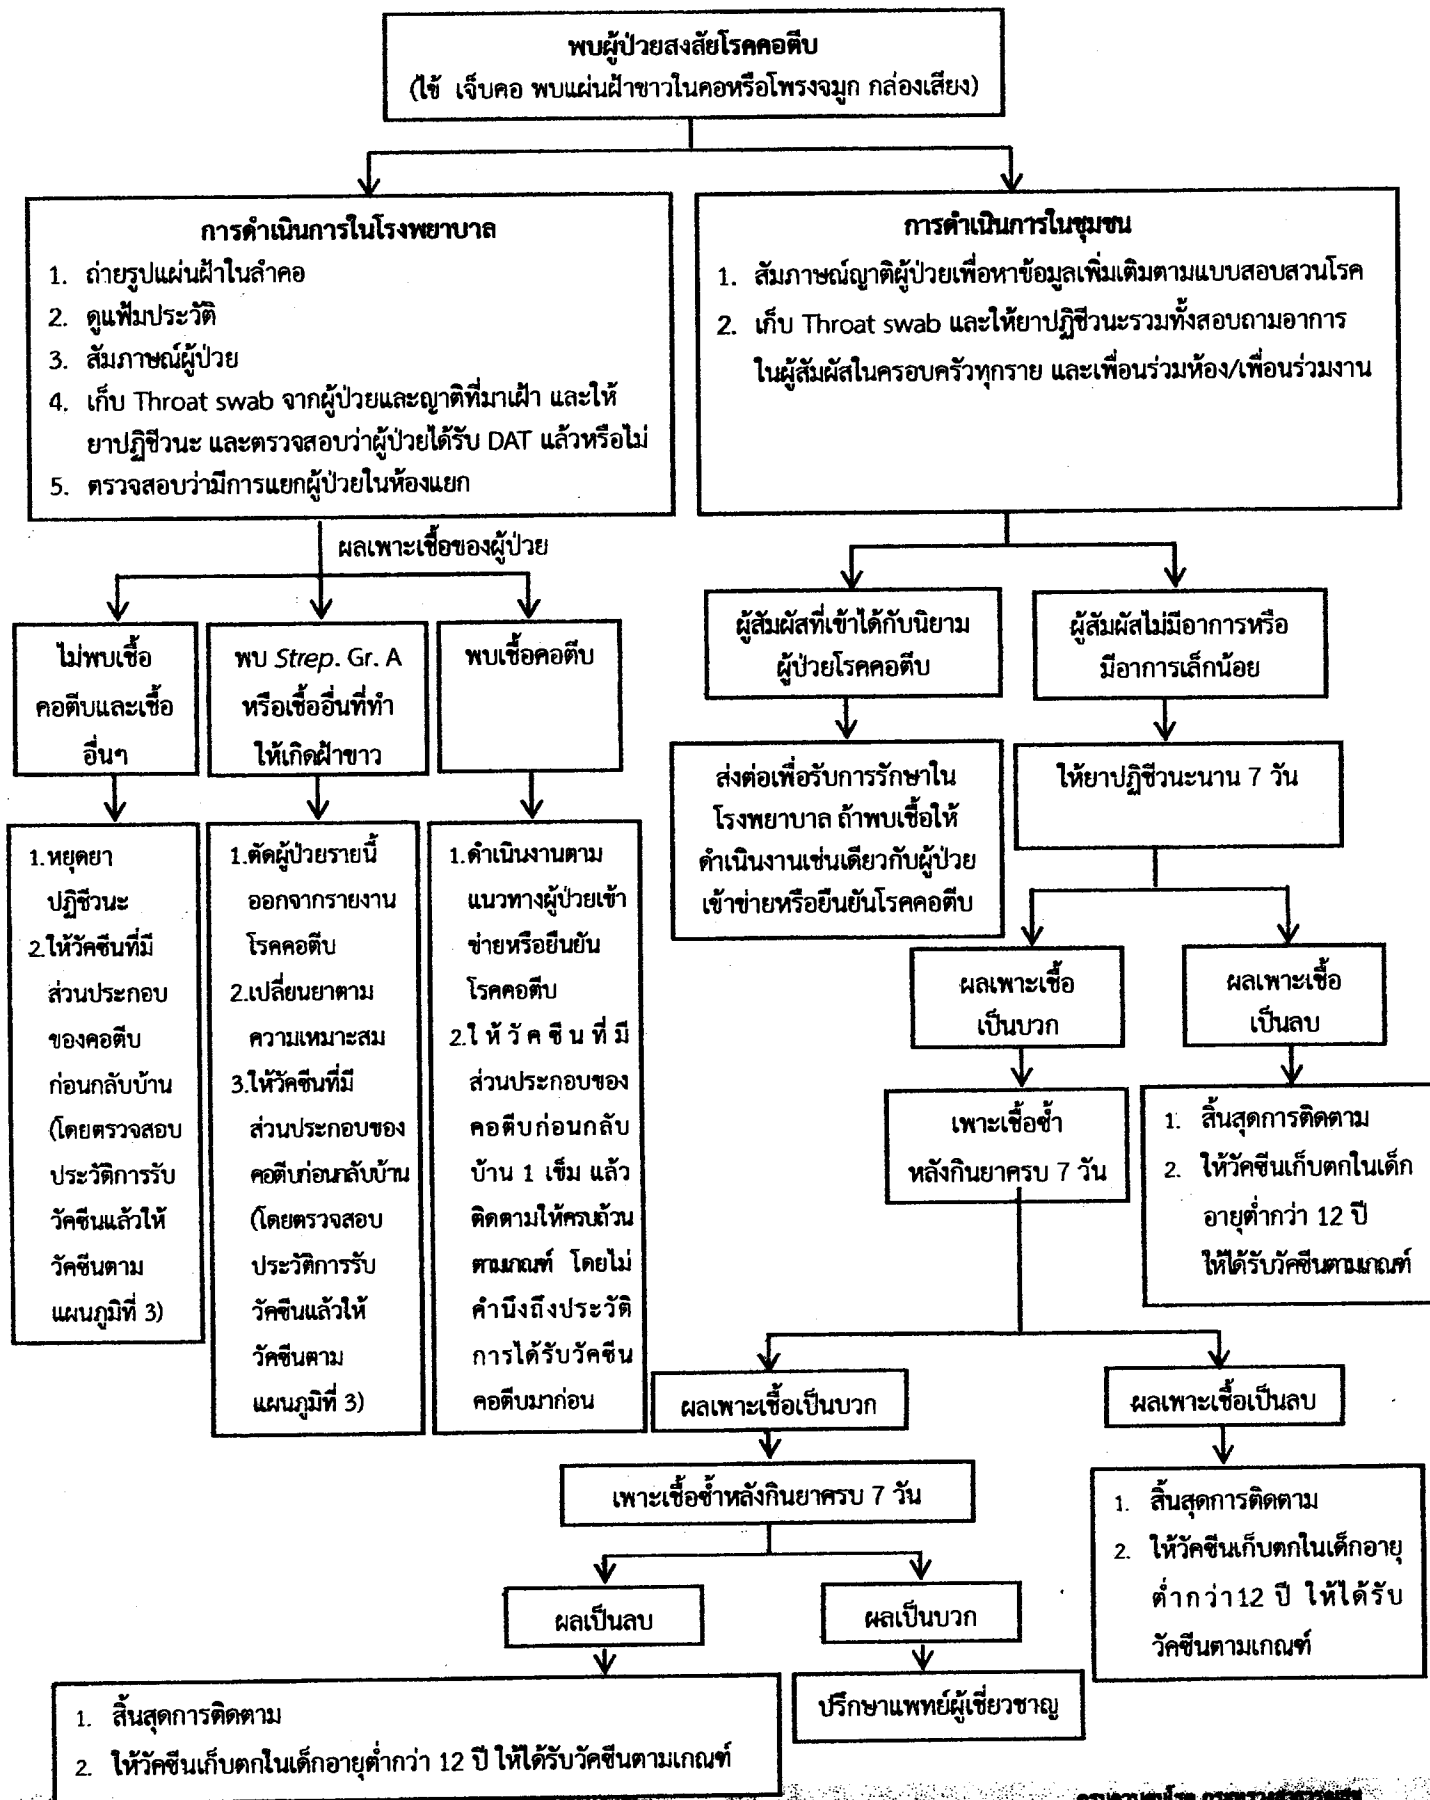 พบผู้ป่วยสงสัยโรคคอตีบ
(ไข้ เจ็บคอ พบแผ่นฝ้าขาวในคอหรือโพรงจมูก กล่องเสียง)
การดำเนินการในโรงพยาบาล
1. ถ่ายรูปแผ่นฝ้าในลำคอ
2. ดูแฟ้มประวัติ
3. สัมภาษณ์ผู้ป่วย
4. เก็บ Throat swab จากผู้ป่วยและญาติที่มาเฝ้า และให้
ยาปฏิชีวนะ และตรวจสอบว่าผู้ป่วยได้รับ DAT แล้วหรือไม่
5. ตรวจสอบว่ามีการแยกผู้ป่วยในห้องแยก
การดำเนินการในชุมชน
1. สัมภาษณ์ญาติผู้ป่วยเพื่อหาข้อมูลเพิ่มเติมตามแบบสอบสวนโรค
2. เก็บ Throat swab และให้ยาปฏิชีวนะรวมทั้งสอบถามอาการ
ในผู้สัมผัสในครอบครัวทุกราย และเพื่อนร่วมห้อง/เพื่อนร่วมงาน
ผลเพาะเชื้อของผู้ป่วย
ไม่พบเชื้อ
คอตีบและเชื้อ
อื่นๆ
พบ Strep. Gr. A
หรือเชื้ออื่นที่ทำ
ให้เกิดฝ้าขาว
พบเชื้อคอตีบ
ผู้สัมผัสที่เข้าได้กับนิยาม
ผู้ป่วยโรคคอตีบ
ผู้สัมผัสไม่มีอาการหรือ
มีอาการเล็กน้อย
1.หยุดยา
ปฏิชีวนะ
2.ให้วัคซีนที่มี
ส่วนประกอบ
ของคอตีบ
ก่อนกลับบ้าน
(โดยตรวจสอบ
ประวัติการรับ
วัคซีนแล้วให้
วัคซีนตาม
แผนภูมิที่ 3)
1.ตัดผู้ป่วยรายนี้
ออกจากรายงาน
โรคคอตีบ
2.เปลี่ยนยาตาม
ความเหมาะสม
3.ให้วัคซีนที่มี
ส่วนประกอบของ
คอตีบก่อนกลับบ้าน
(โดยตรวจสอบ
ประวัติการรับ
วัคซีนแล้วให้
วัคซีนตาม
แผนภูมิที่ 3)
1.ดำเนินงานตาม
แนวทางผู้ป่วยเข้า
ข่ายหรือยืนยัน
โรคคอตีบ
2.ให้วัคซีนที่มี
ส่วนประกอบของ
คอตีบก่อนกลับ
บ้าน 1 เข็ม แล้ว
ติดตามให้ครบถ้วน
ตามเกณฑ์ โดยไม่
คำนึงถึงประวัติ
การได้รับวัคซีน
คอตีบมาก่อน
ส่งต่อเพื่อรับการรักษาใน
โรงพยาบาล ถ้าพบเชื้อให้
ดำเนินงานเช่นเดียวกับผู้ป่วย
เข้าข่ายหรือยืนยันโรคคอตีบ
ให้ยาปฏิชีวนะนาน 7 วัน
ผลเพาะเชื้อ
เป็นบวก
ผลเพาะเชื้อ
เป็นลบ
เพาะเชื้อซ้ำ
หลังกินยาครบ 7 วัน
1. สิ้นสุดการติดตาม
2. ให้วัคซีนเก็บตกในเด็ก
อายุต่ำกว่า 12 ปี
ให้ได้รับวัคซีนตามเกณฑ์
ผลเพาะเชื้อเป็นบวก
ผลเพาะเชื้อเป็นลบ
เพาะเชื้อซ้ำหลังกินยาครบ 7 วัน
1. สิ้นสุดการติดตาม
2. ให้วัคซีนเก็บตกในเด็กอายุ
ต่ำกว่า 12 ปี ให้ได้รับ
วัคซีนตามเกณฑ์
ผลเป็นลบ
ผลเป็นบวก
1. สิ้นสุดการติดตาม
2. ให้วัคซีนเก็บตกในเด็กอายุต่ำกว่า 12 ปี ให้ได้รับวัคซีนตามเกณฑ์
ปรึกษาแพทย์ผู้เชี่ยวชาญ
กรมควบคุมโรค กระทรวงสาธารณสุข